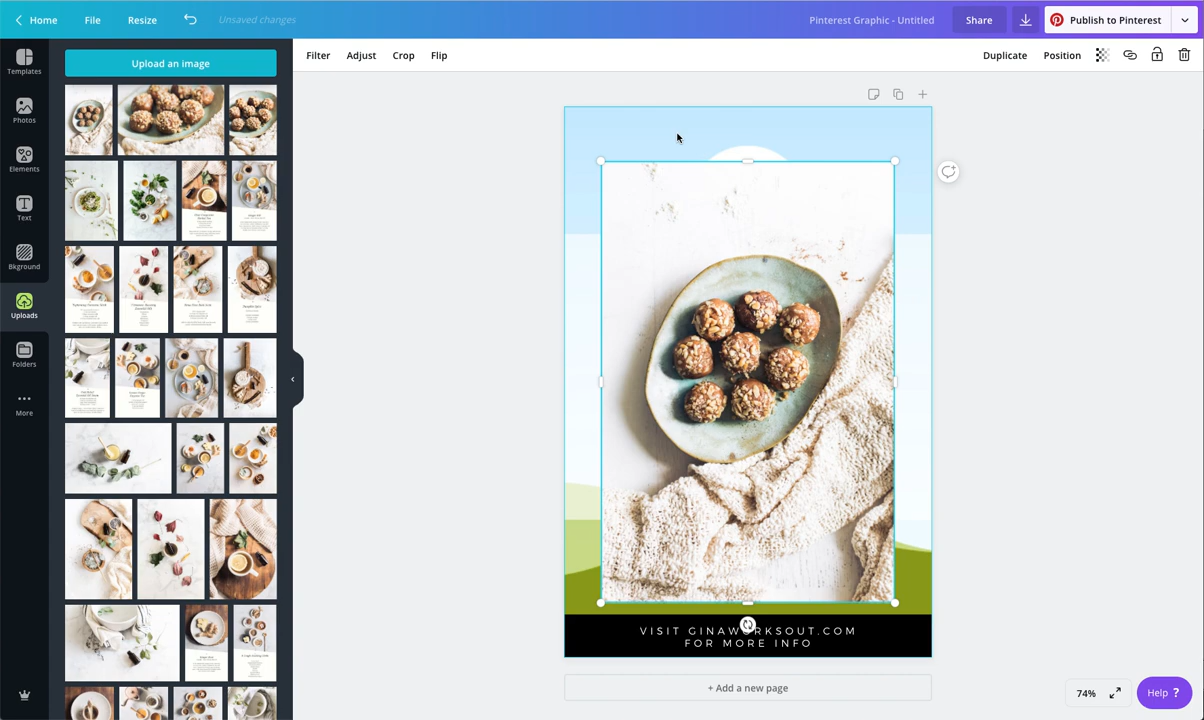 Home
File
Resize
Unsaved changes
Pinterest Graphic - Untitled
Share
Publish to Pinterest
Templates
Photos
Elements
Text
Bkground
Uploads
Folders
More
Upload an image
Filter
Adjust
Crop
Flip
Duplicate
Position
VISIT GINAWORKSOUT.COM
FOR MORE INFO
+ Add a new page
74%
Help ?